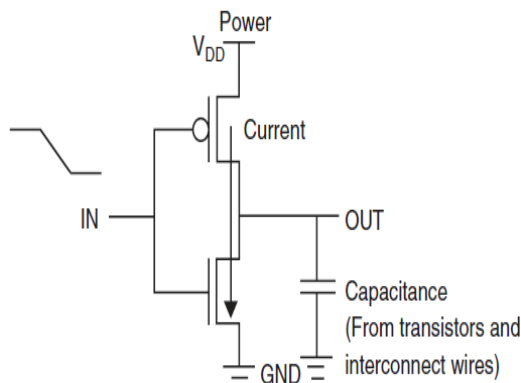 Power
VDD
Current
IN
OUT
Capacitance
(From transistors and
interconnect wires)
GND